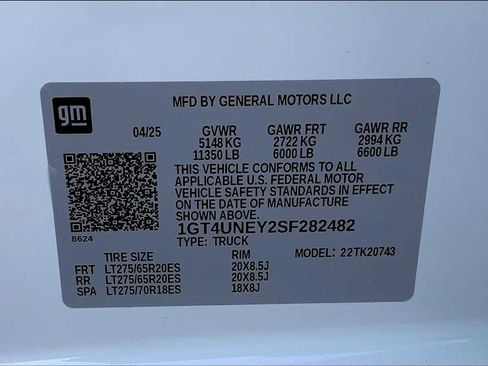 gm
MFD BY GENERAL MOTORS LLC
04/25 GVWR GAWR FRT GAWR RR
5148 KG 2722 KG 2994 KG
11350 LB 6000 LB 6600 LB
THIS VEHICLE CONFORMS TO ALL
APPLICABLE U.S. FEDERAL MOTOR
VEHICLE SAFETY STANDARDS IN EFFECT
ON THE DATE OF MANUFACTURE
SHOWN ABOVE.
1GT4UNEY2SF282482
8624
TYPE: TRUCK
TIRE SIZE RIM MODEL: 22TK20743
FRT LT275/65R20ES 20X8.5J
RR LT275/65R20ES 20X8.5J
SPA LT275/70R18ES 18X8J